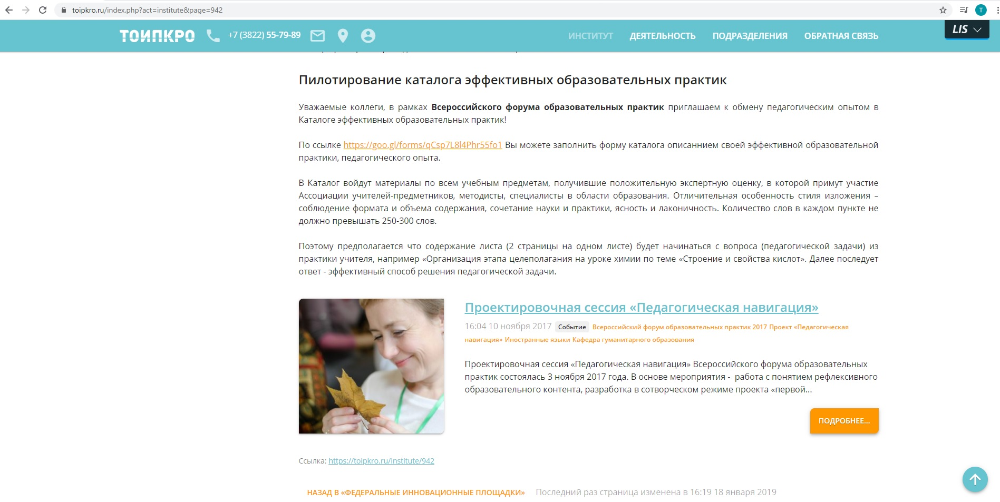 toipkro.ru/index.php?act=institute&page=942
T
ТОИПКРО
+7 (3822) 55-79-89
ИНСТИТУТ ДЕЯТЕЛЬНОСТЬ ПОДРАЗДЕЛЕНИЯ ОБРАТНАЯ СВЯЗЬ
LIS
Пилотирование каталога эффективных образовательных практик
Уважаемые коллеги, в рамках Всероссийского форума образовательных практик приглашаем к обмену педагогическим опытом в
Каталоге эффективных образовательных практик!
По ссылке https://goo.gl/forms/qCsp7L8l4Phr55fo1 Вы можете заполнить форму каталога описаннием своей эффективной образовательной
практики, педагогического опыта.
В Каталог войдут материалы по всем учебным предметам, получившие положительную экспертную оценку, в которой примут участие
Ассоциации учителей-предметников, методисты, специалисты в области образования. Отличительная особенность стиля изложения –
соблюдение формата и объема содержания, сочетание науки и практики, ясность и лаконичность. Количество слов в каждом пункте не
должно превышать 250-300 слов.
Поэтому предполагается что содержание листа (2 страницы на одном листе) будет начинаться с вопроса (педагогической задачи) из
практики учителя, например «Организация этапа целеполагания на уроке химии по теме «Строение и свойства кислот». Далее последует
ответ - эффективный способ решения педагогической задачи.
Проектировочная сессия «Педагогическая навигация»
16:04 10 ноября 2017 Событие Всероссийский форум образовательных практик 2017 Проект «Педагогическая
навигация» Иностранные языки Кафедра гуманитарного образования
Проектировочная сессия «Педагогическая навигация» Всероссийского форума образовательных
практик состоялась 3 ноября 2017 года. В основе мероприятия - работа с понятием рефлексивного
образовательного контента, разработка в сотворческом режиме проекта «первой...
ПОДРОБНЕЕ...
Ссылка: https://toipkro.ru/institute/942
НАЗАД В «ФЕДЕРАЛЬНЫЕ ИННОВАЦИОННЫЕ ПЛОЩАДКИ» Последний раз страница изменена в 16:19 18 января 2019